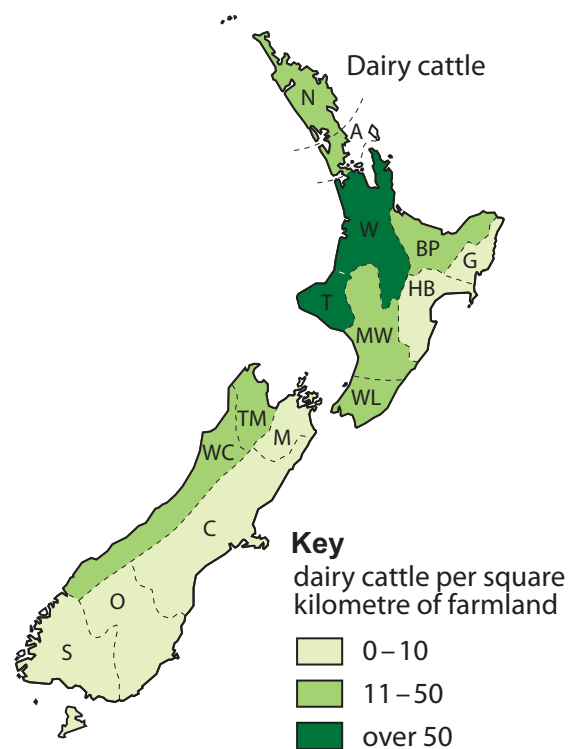 Dairy cattle
N
A
W
BP
G
HB
T
MW
WL
TM
M
WC
C
O
S
Key
dairy cattle per square
kilometre of farmland
0–10
11–50
over 50